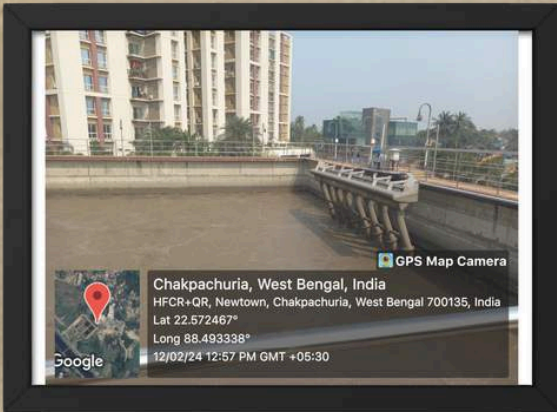 GPS Map Camera
Chakpachuria, West Bengal, India
HFCR+QR, Newtown, Chakpachuria, West Bengal 700135, India
Lat 22.572467°
Long 88.493338°
12/02/24 12:57 PM GMT +05:30
Google